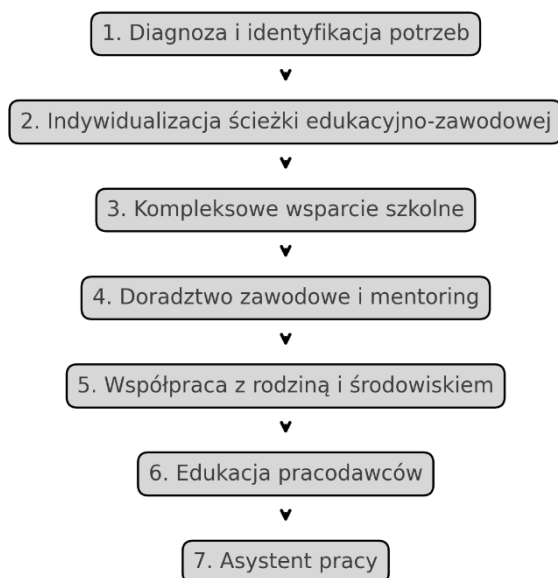 1. Diagnoza i identyfikacja potrzeb
2. Indywidualizacja ścieżki edukacyjno-zawodowej
3. Kompleksowe wsparcie szkolne
4. Doradztwo zawodowe i mentoring
5. Współpraca z rodziną i środowiskiem
6. Edukacja pracodawców
7. Asystent pracy